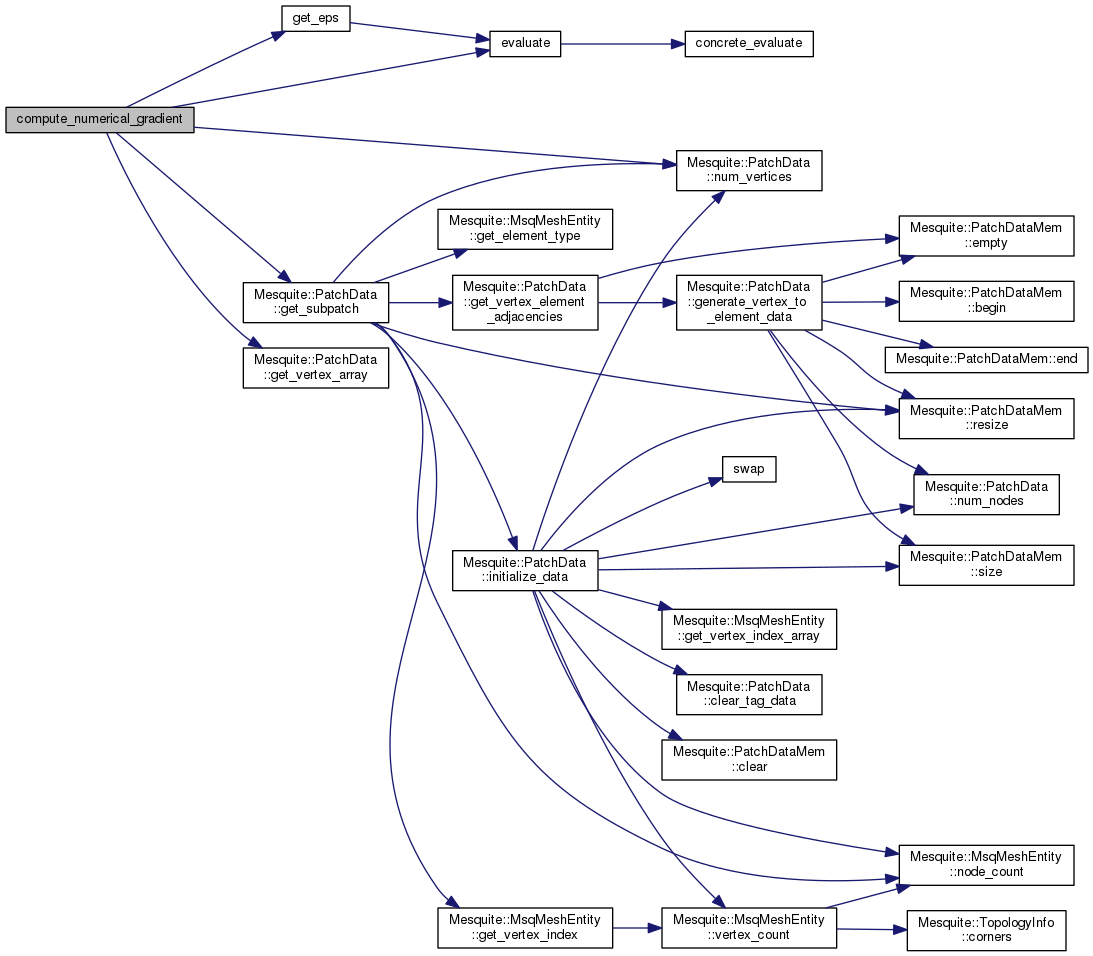 get_eps
evaluate
concrete_evaluate
compute_numerical_gradient
Mesquite::PatchData
::num_vertices
Mesquite::MsqMeshEntity
::get_element_type
Mesquite::PatchDataMem
::empty
Mesquite::PatchData
::get_subpatch
Mesquite::PatchData
::get_vertex_element
_adjacencies
Mesquite::PatchData
::generate_vertex_to
_element_data
Mesquite::PatchDataMem
::begin
Mesquite::PatchData
::get_vertex_array
Mesquite::PatchDataMem::end
Mesquite::PatchDataMem
::resize
swap
Mesquite::PatchData
::num_nodes
Mesquite::PatchData
::initialize_data
Mesquite::PatchDataMem
::size
Mesquite::MsqMeshEntity
::get_vertex_index_array
Mesquite::PatchData
::clear_tag_data
Mesquite::PatchDataMem
::clear
Mesquite::MsqMeshEntity
::node_count
Mesquite::MsqMeshEntity
::get_vertex_index
Mesquite::MsqMeshEntity
::vertex_count
Mesquite::TopologyInfo
::corners